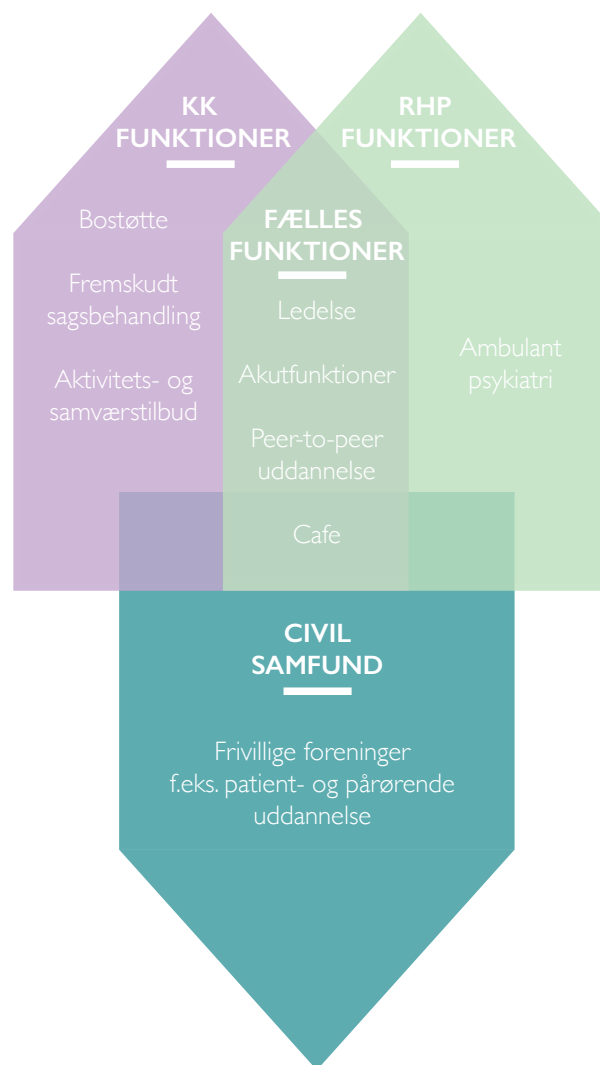 KK
FUNKTIONER
Bostøtte
Fremskudt
sagsbehandling
Aktivitets- og
samværstilbud
FÆLLES
FUNKTIONER
Ledelse
Akutfunktioner
Peer-to-peer
uddannelse
Cafe
RHP
FUNKTIONER
Ambulant
psykiatri
CIVIL
SAMFUND
Frivillige foreninger
f.eks. patient- og pårørende
uddannelse